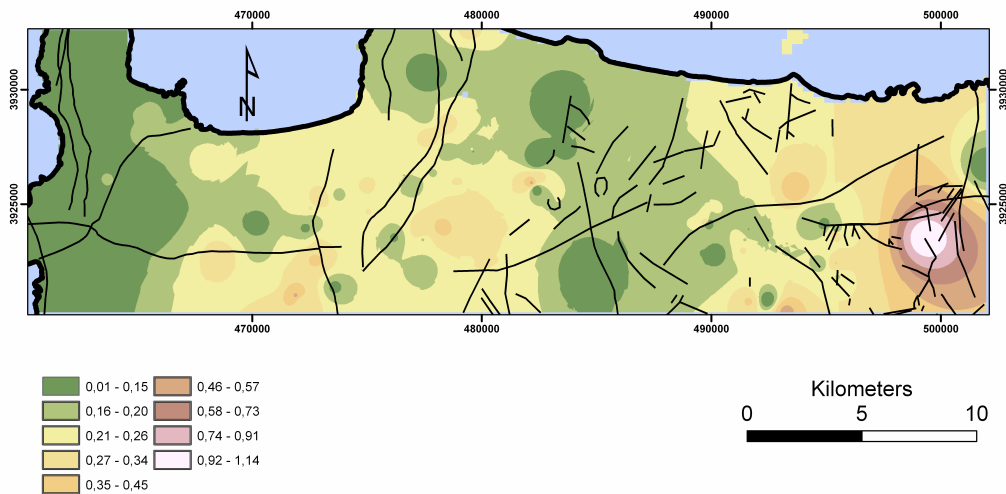 470000 480000 490000 500000
3930000 3930000
N
3925000 3925000
470000 480000 490000 500000
0,01 - 0,15 0,46 - 0,57
0,16 - 0,20 0,58 - 0,73
0,21 - 0,26 0,74 - 0,91
0,27 - 0,34 0,92 - 1,14
0,35 - 0,45
Kilometers
0 5 10